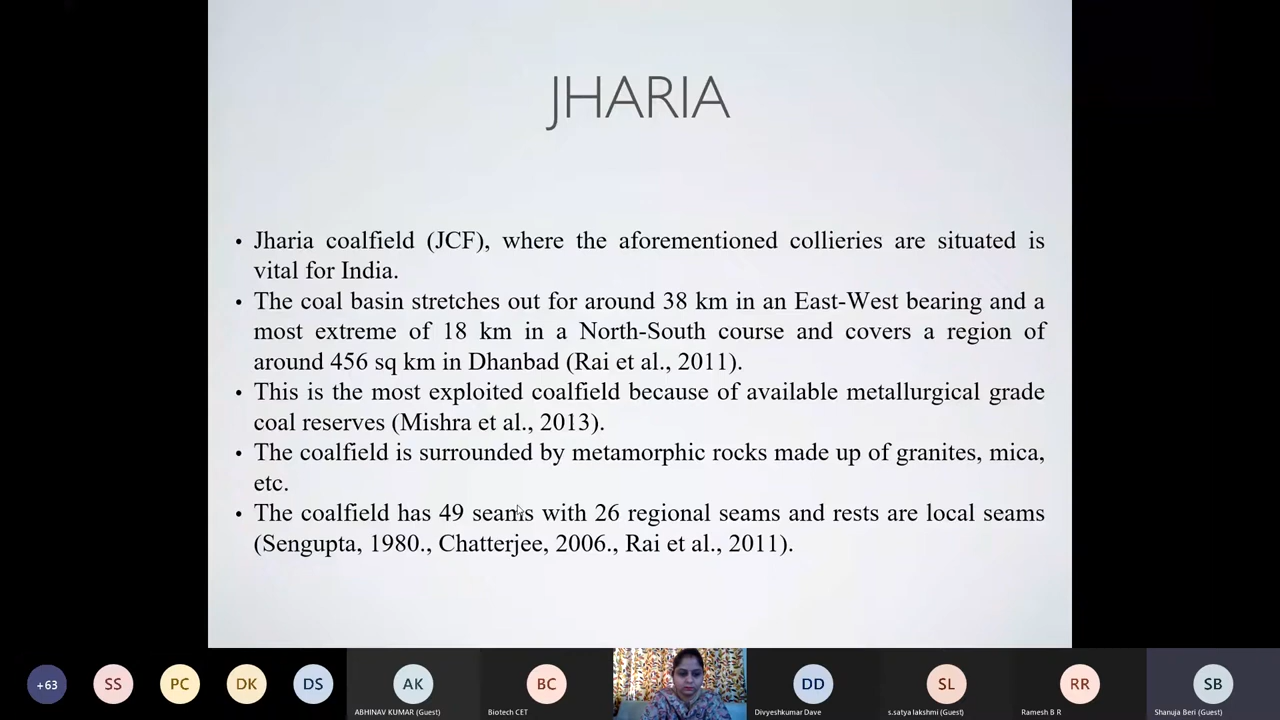 JHARIA
• Jharia coalfield (JCF), where the aforementioned collieries are situated is
vital for India.
• The coal basin stretches out for around 38 km in an East-West bearing and a
most extreme of 18 km in a North-South course and covers a region of
around 456 sq km in Dhanbad (Rai et al., 2011).
• This is the most exploited coalfield because of available metallurgical grade
coal reserves (Mishra et al., 2013).
• The coalfield is surrounded by metamorphic rocks made up of granites, mica,
etc.
• The coalfield has 49 seams with 26 regional seams and rests are local seams
(Sengupta, 1980., Chatterjee, 2006., Rai et al., 2011).
+63 SS PC DK DS AK BC DD SL RR SB
ABHINAV KUMAR (Guest) Biotech CET Divyeshkumar Dave s.satya lakshmi (Guest) Ramesh B R Shanuja Beri (Guest)